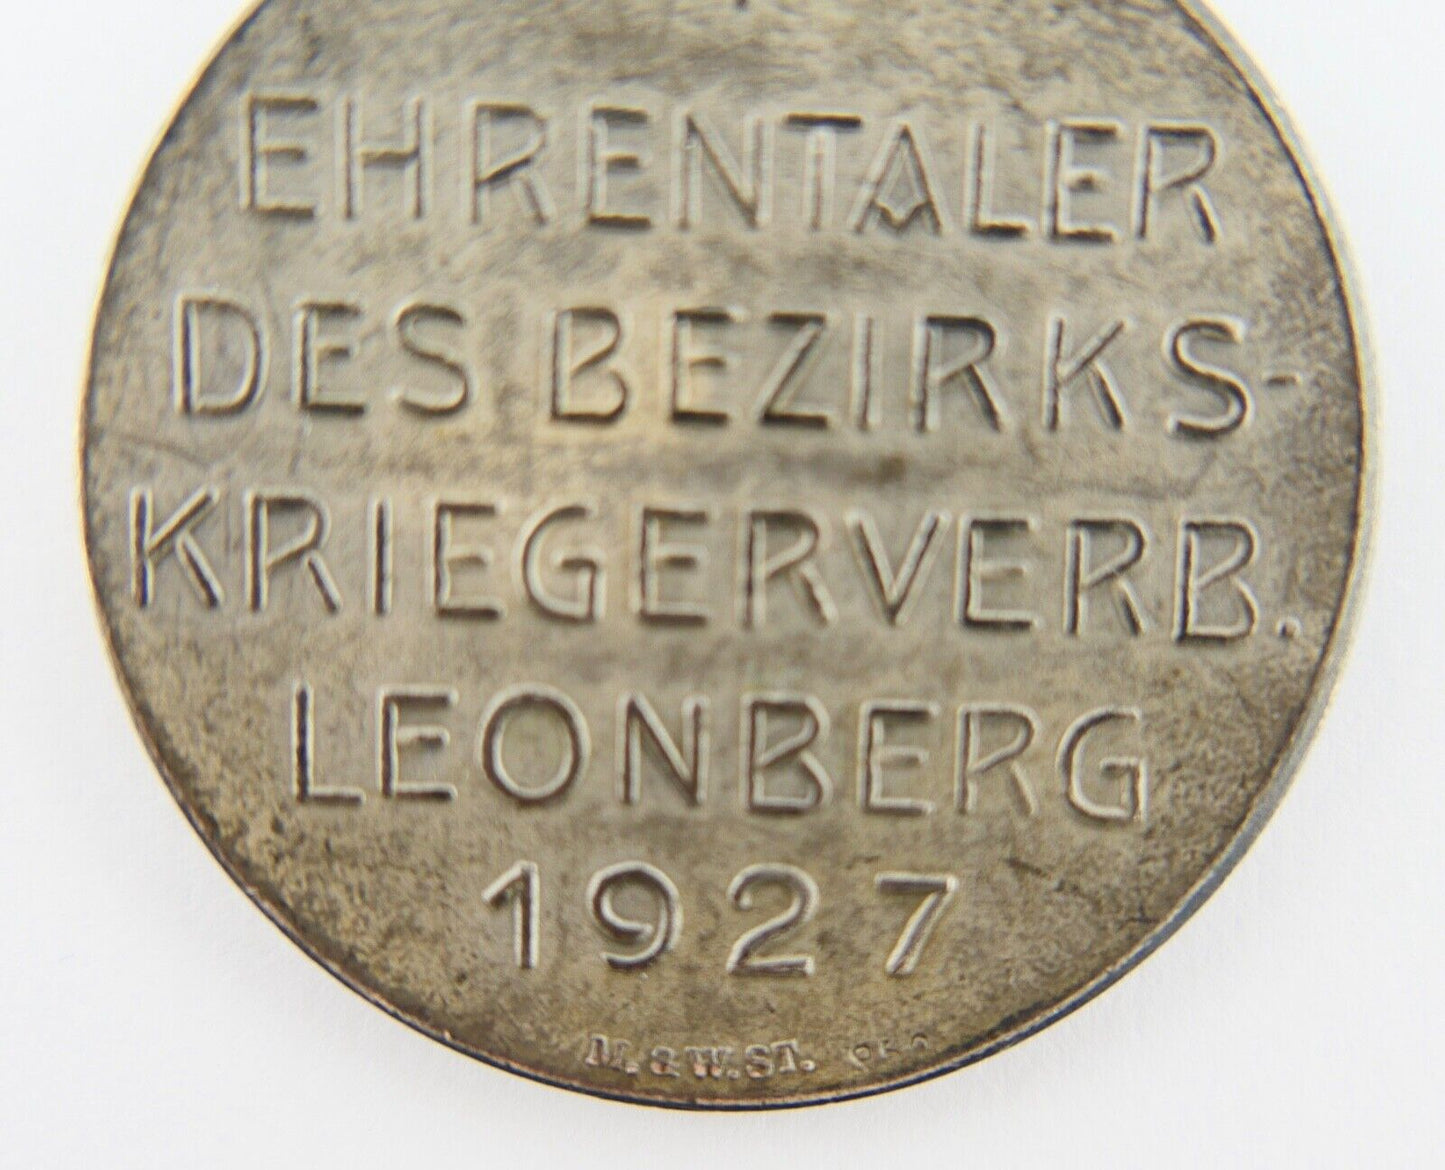 EHRENTALER
DES BEZIRKS-
KRIEGERVERB.
LEONBERG
1927
M. & W. ST.